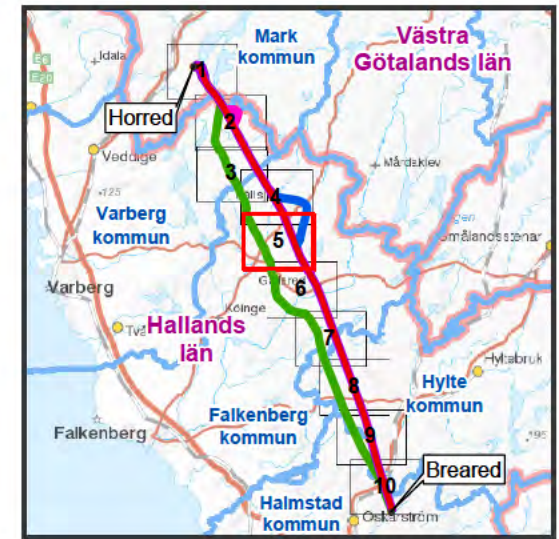 Mark
kommun
Västra
Götalands län
Idala
E6
E20
1
Horred
2
Veddige
Mårdaklev
3
125
4
Varberg
kommun
5
Smålandsstenar
6
Varberg
Hallands
län
7
Hyltebruk
8
Hylte
kommun
Falkenberg
kommun
Falkenberg
9
Breared
10
Halmstad
kommun
Oskarström